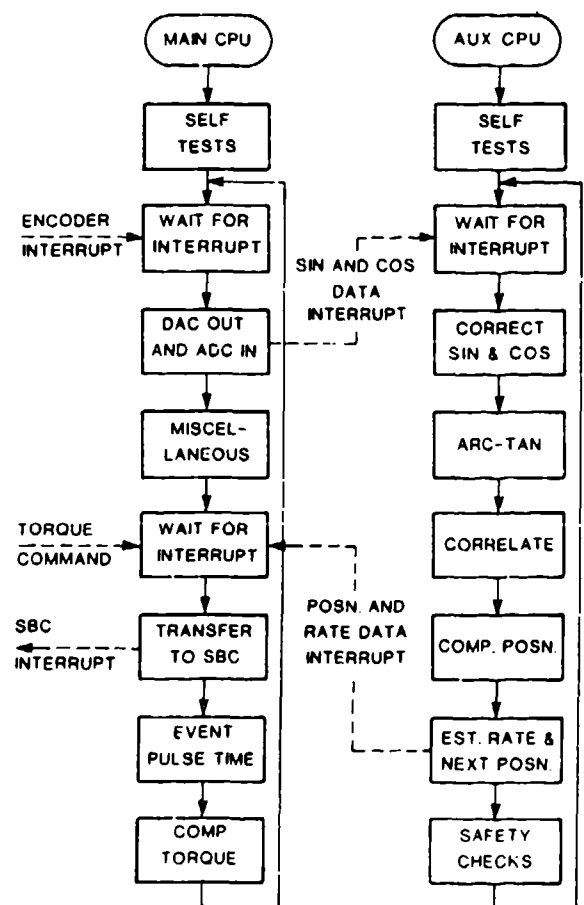 MAIN CPU
SELF
TESTS
ENCODER
INTERRUPT
WAIT FOR
INTERRUPT
DAC OUT
AND ADC IN
MISCEL-
LANEOUS
TORQUE
COMMAND
WAIT FOR
INTERRUPT
SBC
INTERRUPT
TRANSFER
TO SBC
EVENT
PULSE TIME
COMP
TORQUE
SIN AND COS
DATA
INTERRUPT
POSN. AND
RATE DATA
INTERRUPT
AUX CPU
SELF
TESTS
WAIT FOR
INTERRUPT
CORRECT
SIN & COS
ARC-TAN
CORRELATE
COMP. POSN.
EST. RATE &
NEXT POSN.
SAFETY
CHECKS